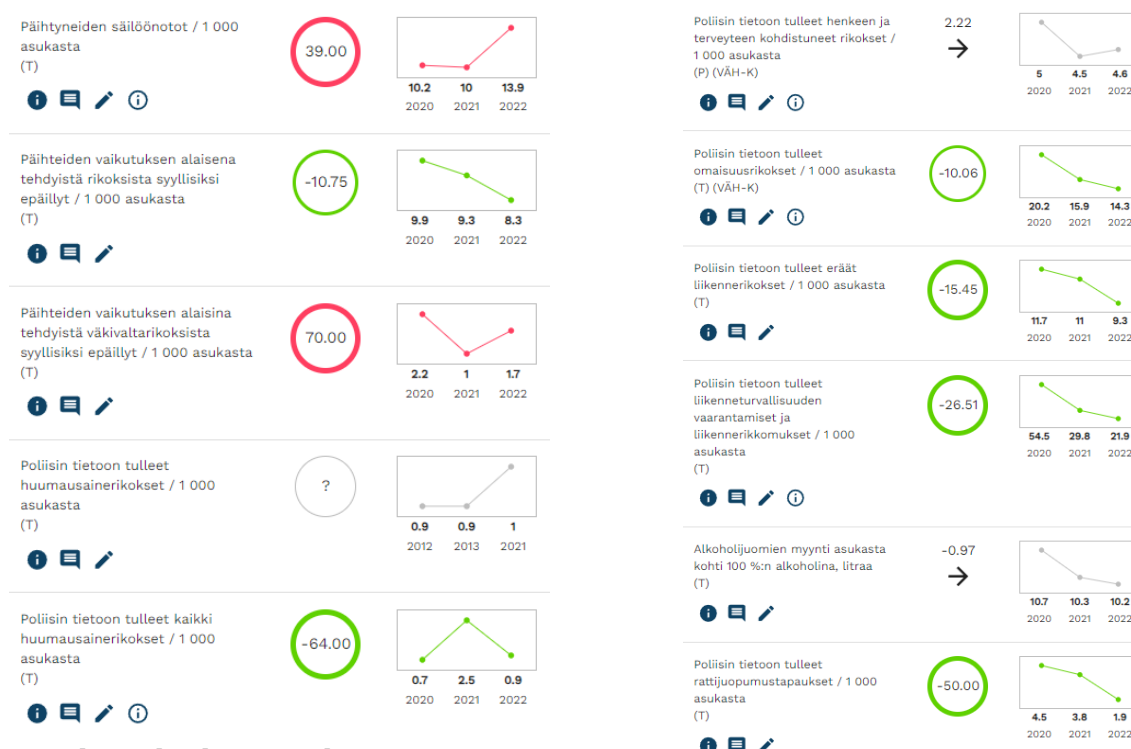 Päihtyneiden säilöönotot / 1 000
asukasta
(T)
39.00
10.2 10 13.9
2020 2021 2022
Päihteiden vaikutuksen alaisena
tehdyistä rikoksista syyllisiksi
epäillyt / 1 000 asukasta
(T)
-10.75
9.9 9.3 8.3
2020 2021 2022
Päihteiden vaikutuksen alaisina
tehdyistä väkivaltarikoksista
syyllisiksi epäillyt / 1 000 asukasta
(T)
70.00
2.2 1 1.7
2020 2021 2022
Poliisin tietoon tulleet
huumausainerikokset / 1 000
asukasta
(T)
?
0.9 0.9 1
2012 2013 2021
Poliisin tietoon tulleet kaikki
huumausainerikokset / 1 000
asukasta
(T)
-64.00
0.7 2.5 0.9
2020 2021 2022
Poliisin tietoon tulleet henkeen ja
terveyteen kohdistuneet rikokset /
1 000 asukasta
(P) (VÄH-K)
2.22
5 4.5 4.6
2020 2021 2022
Poliisin tietoon tulleet
omaisuusrikokset / 1 000 asukasta
(T) (VÄH-K)
-10.06
20.2 15.9 14.3
2020 2021 2022
Poliisin tietoon tulleet eräät
liikennerikokset / 1 000 asukasta
(T)
-15.45
11.7 11 9.3
2020 2021 2022
Poliisin tietoon tulleet
liikenneturvallisuuden
vaarantamiset ja
liikennerikkomukset / 1 000
asukasta
(T)
-26.51
54.5 29.8 21.9
2020 2021 2022
Alkoholijuomien myynti asukasta
kohti 100 %:n alkoholina, litraa
(T)
-0.97
10.7 10.3 10.2
2020 2021 2022
Poliisin tietoon tulleet
rattijuopumustapaukset / 1 000
asukasta
(T)
-50.00
4.5 3.8 1.9
2020 2021 2022